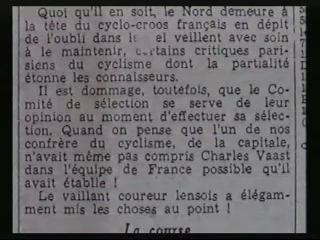 Quoi qu'il en soit, le Nord demeure à
la tête du cyclo-cross français en dépit
de l'oubli dans le el veillent avec soin
à le maintenir, certains critiques pari-
siens du cyclisme dont la partialité
étonne les connaisseurs.
Il est dommage, toutefois, que le Co-
mité de sélection se serve de leur
opinion au moment d'effectuer sa sélec-
tion. Quand on pense que l'un de nos
confrère du cyclisme, de la capitale,
n'avait même pas compris Charles Vaast
dans l'équipe de France possible qu'il
avait établie !
Le vaillant coureur lensois a élégam-
ment mis les choses au point !
La course